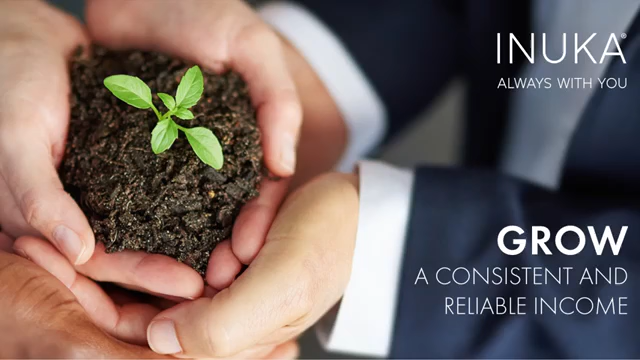 INUKA®
ALWAYS WITH YOU
GROW
A CONSISTENT AND
RELIABLE INCOME